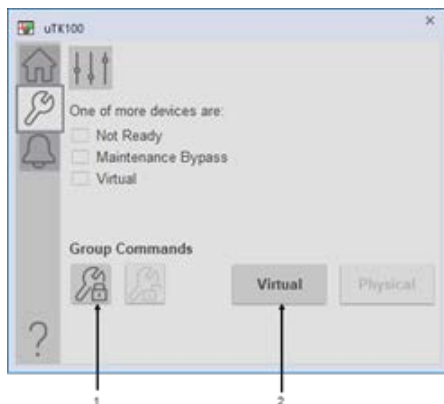 uTK100
One of more devices are:
Not Ready
Maintenance Bypass
Virtual
Group Commands
Virtual
Physical
?
1
2